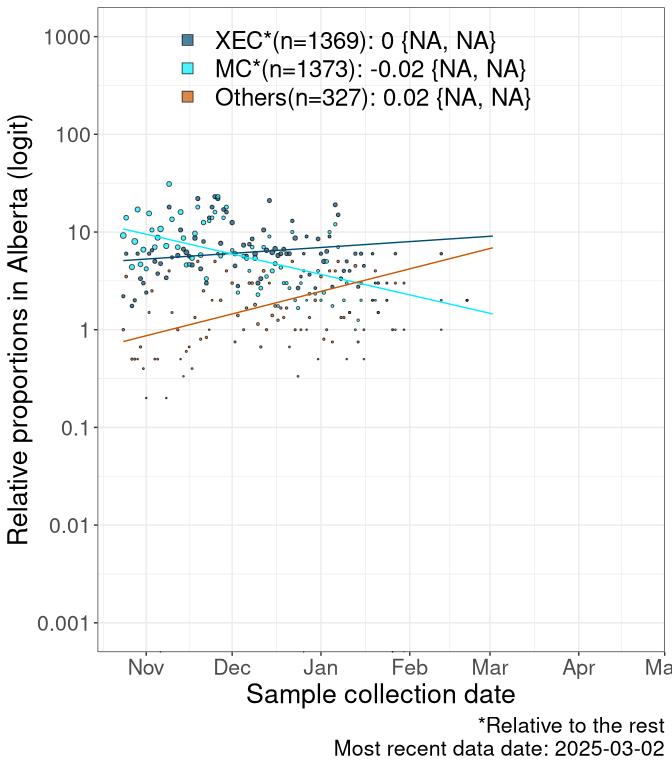 XEC*(n=1369): 0 {NA, NA}
MC*(n=1373): -0.02 {NA, NA}
Others(n=327): 0.02 {NA, NA}
Relative proportions in Alberta (logit)
1000
100
10
1
0.1
0.01
0.001
Nov Dec Jan Feb Mar Apr Ma
Sample collection date
*Relative to the rest
Most recent data date: 2025-03-02